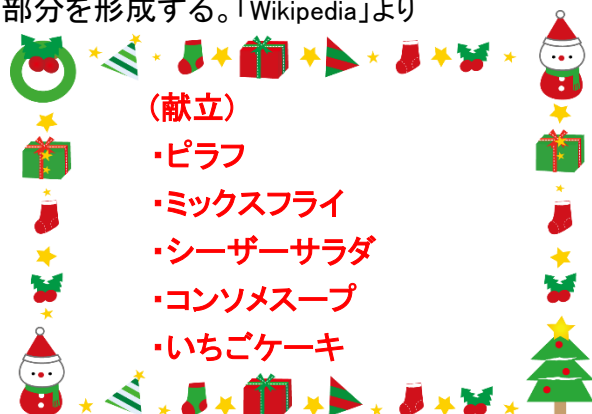 部分を形成する。｢Wikipedia｣より
(献立)
・ピラフ
・ミックスフライ
・シーザーサラダ
・コンソメスープ
・いちごケーキ